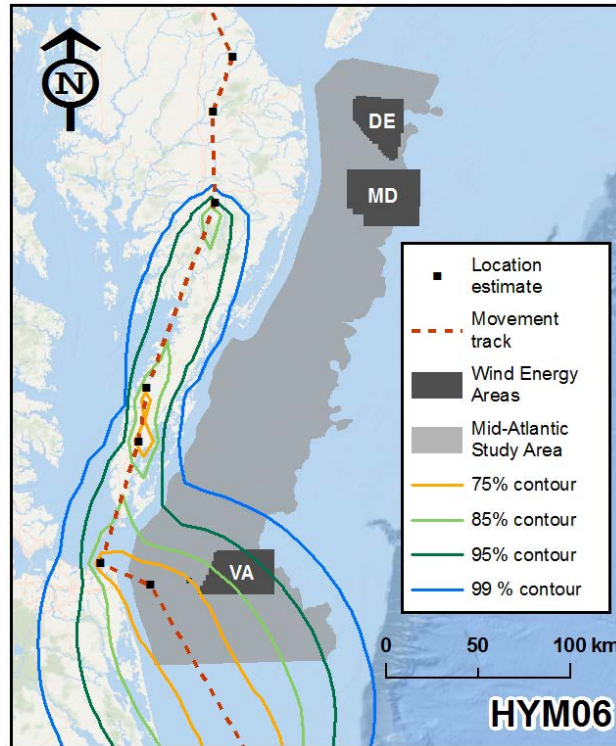 N
DE
MD
VA
Location
estimate
Movement
track
Wind Energy
Areas
Mid-Atlantic
Study Area
75% contour
85% contour
95% contour
99 % contour
0 50 100 km
HYM06